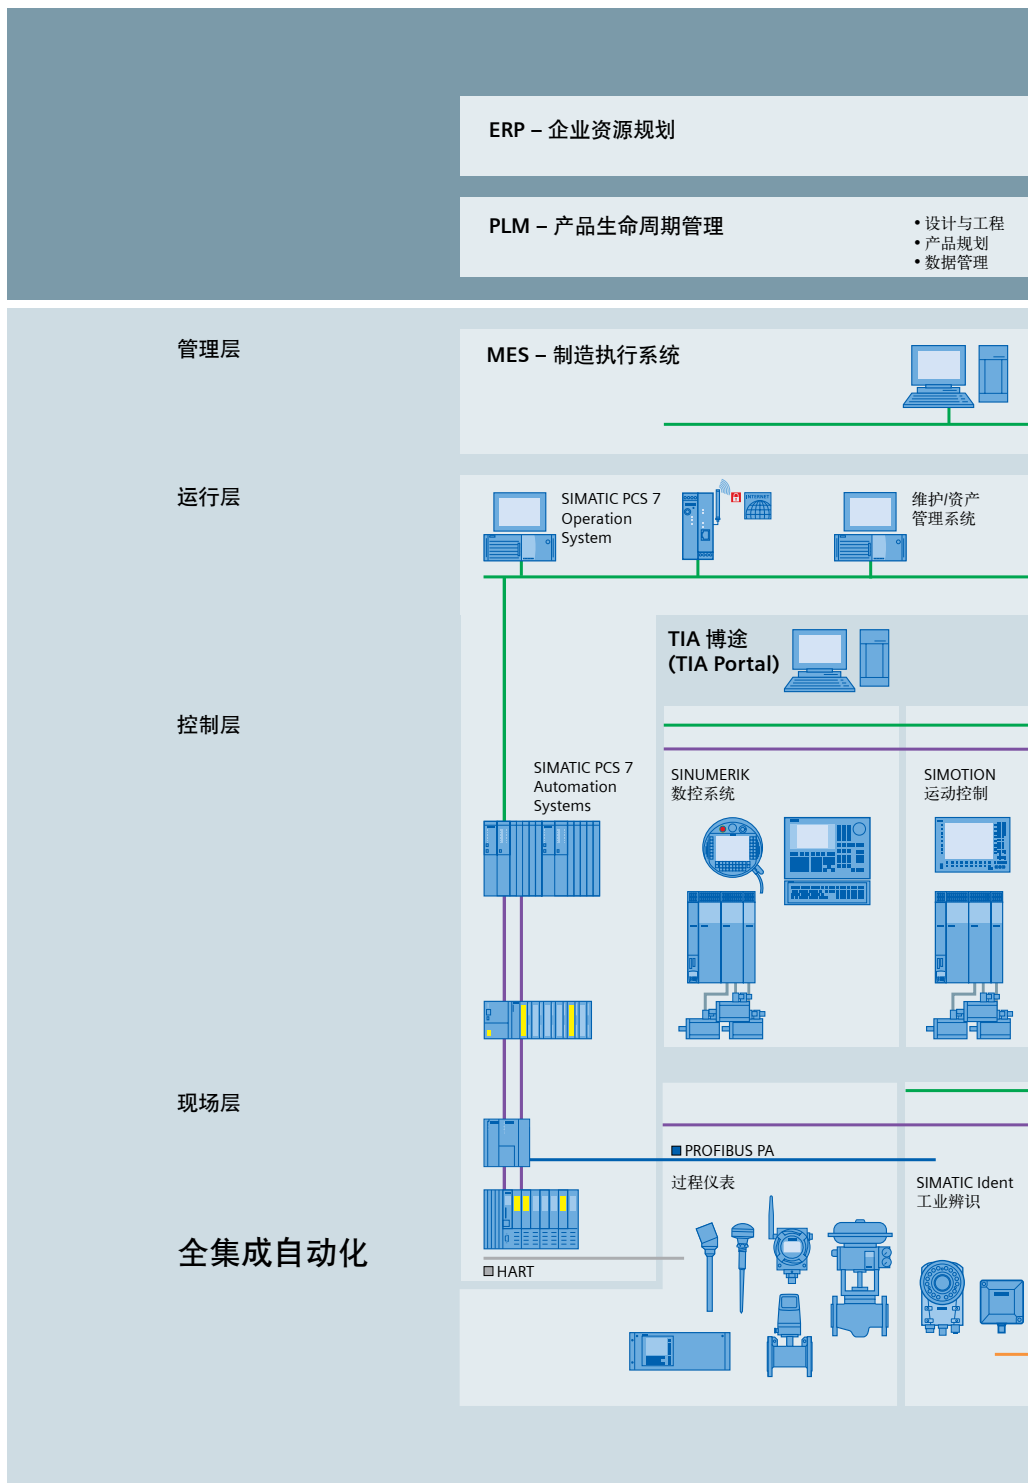 ERP – 企业资源规划
PLM – 产品生命周期管理
• 设计与工程
• 产品规划
• 数据管理
管理层
MES – 制造执行系统
运行层
SIMATIC PCS 7
Operation
System
INTERNET
维护/资产
管理系统
TIA 博途
(TIA Portal)
控制层
SIMATIC PCS 7
Automation
Systems
SINUMERIK
数控系统
SIMOTION
运动控制
现场层
PROFIBUS PA
过程仪表
SIMATIC Ident
工业辨识
全集成自动化
HART